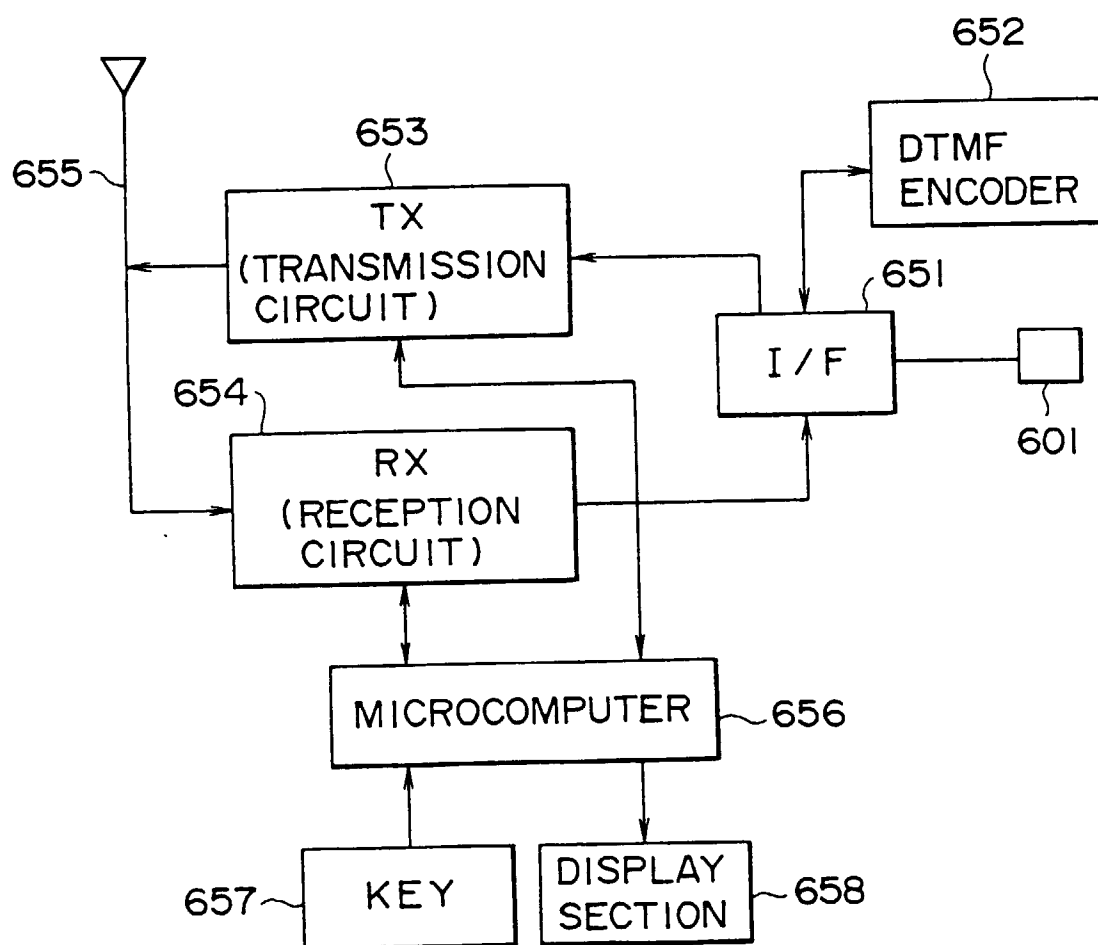 652
DTMF
ENCODER
653
655
TX
(TRANSMISSION
CIRCUIT)
651
I/F
601
654
RX
(RECEPTION
CIRCUIT)
MICROCOMPUTER
656
657
KEY
DISPLAY
SECTION
658